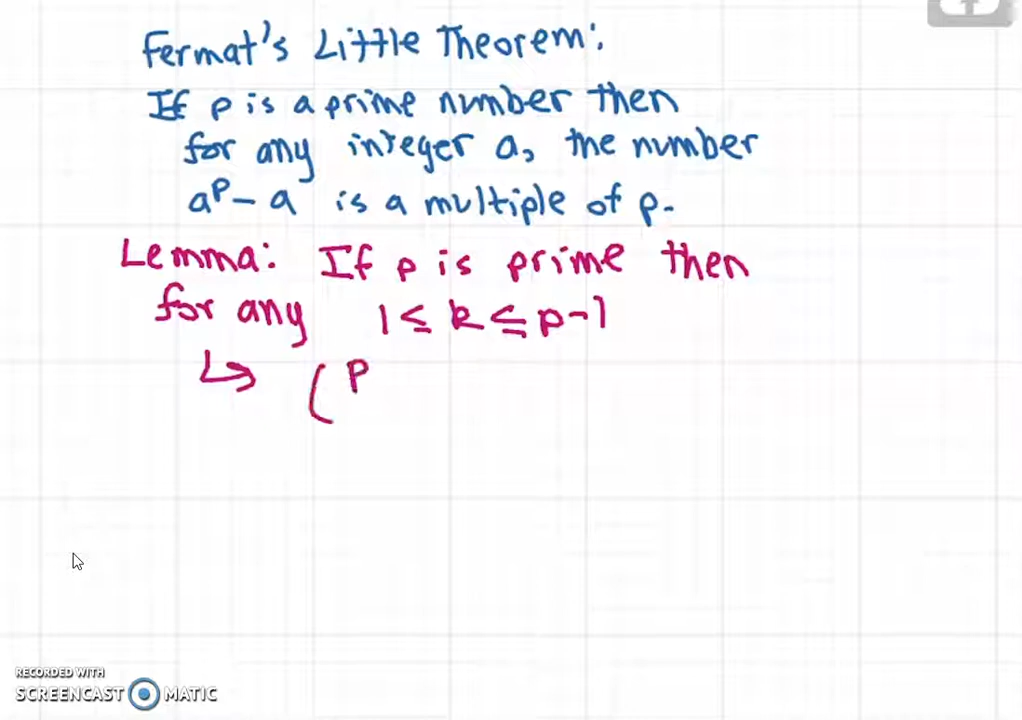 Fermat's Little Theorem:
If p is a prime number then
for any integer a, the number
a^p - a is a multiple of p.
Lemma: If p is prime then
for any 1 ≤ k ≤ p-1
↳ ( p
RECORDED WITH
SCREENCAST MATIC